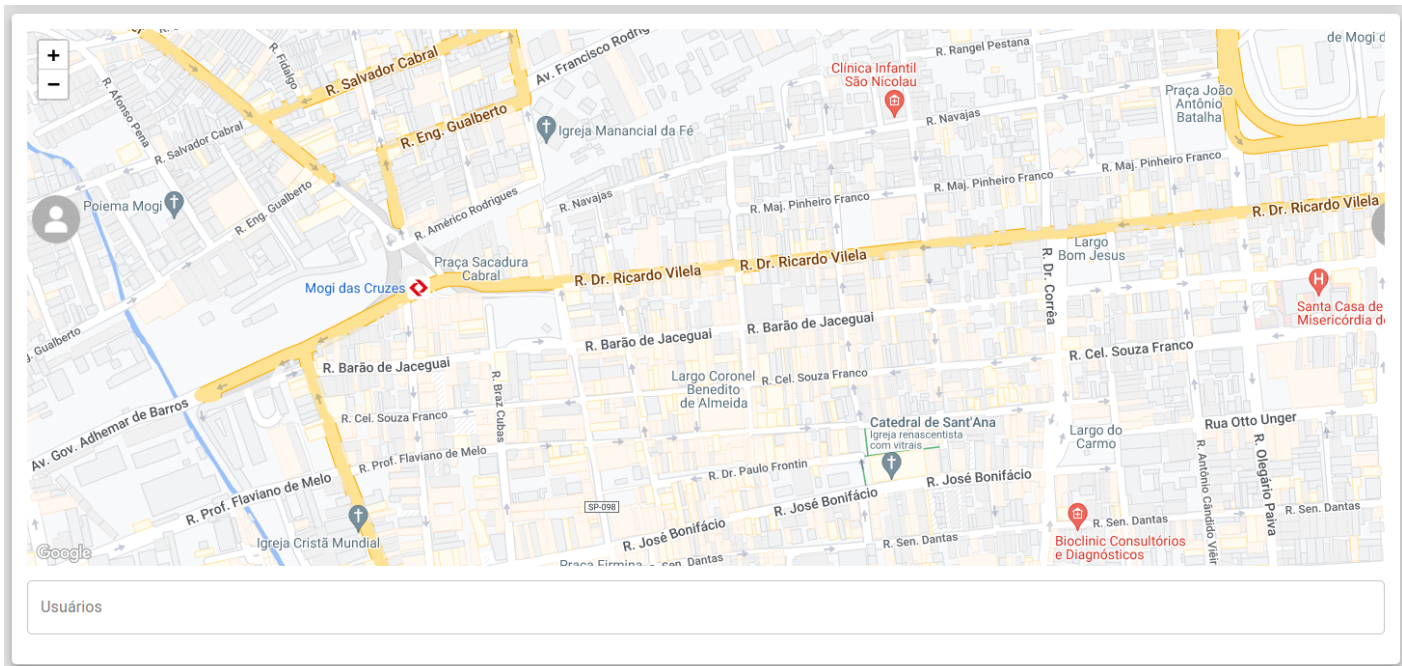 +
−
R. Fidalgo
R. Salvador Cabral
R. Afonso Pena
R. Salvador Cabral
R. Eng. Gualberto
Av. Francisco Rodrig
R. Rangel Pestana
de Mogi d
Clínica Infantil
São Nicolau
Praça João
Antônio
Batalha
R. Navajas
Igreja Manancial da Fé
R. Maj. Pinheiro Franco
R. Maj. Pinheiro Franco
R. Maj. Pinheiro Franco
Poiema Mogi
R. Eng. Gualberto
R. Américo Rodrigues
R. Navajas
R. Dr. Ricardo Vilela
Praça Sacadura
Cabral
Mogi das Cruzes
R. Dr. Ricardo Vilela
R. Dr. Ricardo Vilela
Largo
Bom Jesus
R. Dr. Corrêa
H
Santa Casa de
Misericórdia d
. Gualberto
R. Barão de Jaceguai
R. Barão de Jaceguai
R. Barão de Jaceguai
R. Cel. Souza Franco
R. Braz Cubas
Largo Coronel
Benedito
de Almeida
R. Cel. Souza Franco
Av. Gov. Adhemar de Barros
R. Cel. Souza Franco
Catedral de Sant'Ana
Igreja renascentista
com vitrais
Largo do
Carmo
Rua Otto Unger
R. Prof. Flaviano de Melo
R. Prof. Flaviano de Melo
R. Dr. Paulo Frontin
R. José Bonifácio
R. José Bonifácio
R. José Bonifácio
R. Antônio Cândido Viei
R. Olegário Paiva
SP-098
R. Sen. Dantas
R. Sen. Dantas
R. Sen. Dantas
Igreja Cristã Mundial
Bioclinic Consultórios
e Diagnósticos
Praça Firmina
Sen. Dantas
Google
Usuários